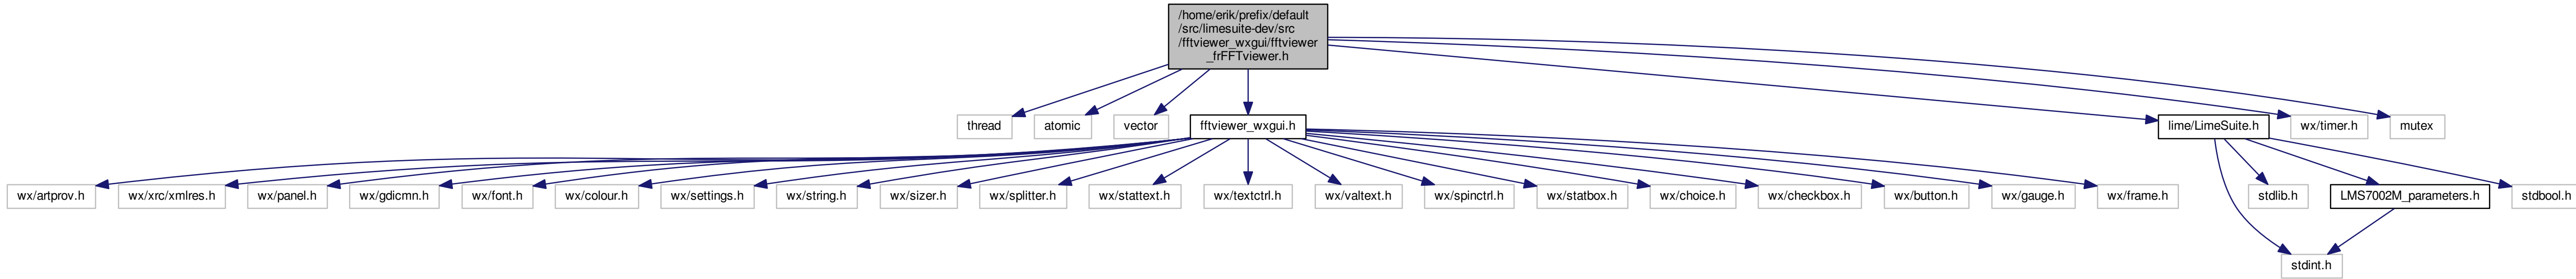 /home/erik/prefix/default
/src/limesuite-dev/src
/fftviewer_wxgui/fftviewer
_frFFTviewer.h
thread
atomic
vector
fftviewer_wxgui.h
lime/LimeSuite.h
wx/timer.h
mutex
wx/artprov.h
wx/xrc/xmlres.h
wx/panel.h
wx/gdicmn.h
wx/font.h
wx/colour.h
wx/settings.h
wx/string.h
wx/sizer.h
wx/splitter.h
wx/stattext.h
wx/textctrl.h
wx/valtext.h
wx/spinctrl.h
wx/statbox.h
wx/choice.h
wx/checkbox.h
wx/button.h
wx/gauge.h
wx/frame.h
stdlib.h
LMS7002M_parameters.h
stdbool.h
stdint.h